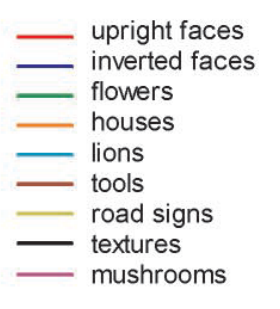 upright faces
inverted faces
flowers
houses
lions
tools
road signs
textures
mushrooms